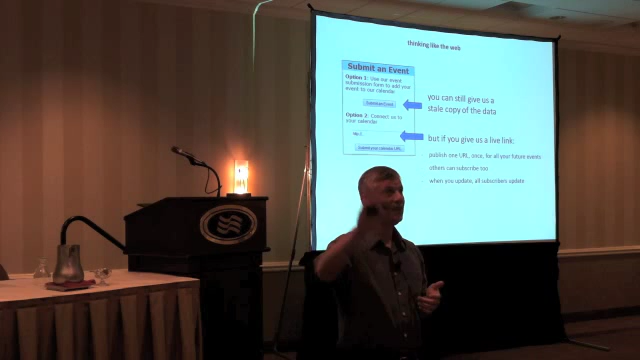 thinking like the web
Submit an Event
Option 1: Use our event
submission form to add your
event to our calendar
Submit an Event
Option 2: Connect us to
your calendar
http://
Submit your calendar URL
you can still give us a
stale copy of the data
but if you give us a live link:
publish one URL, once, for all your future events
others can subscribe too
when you update, all subscribers update